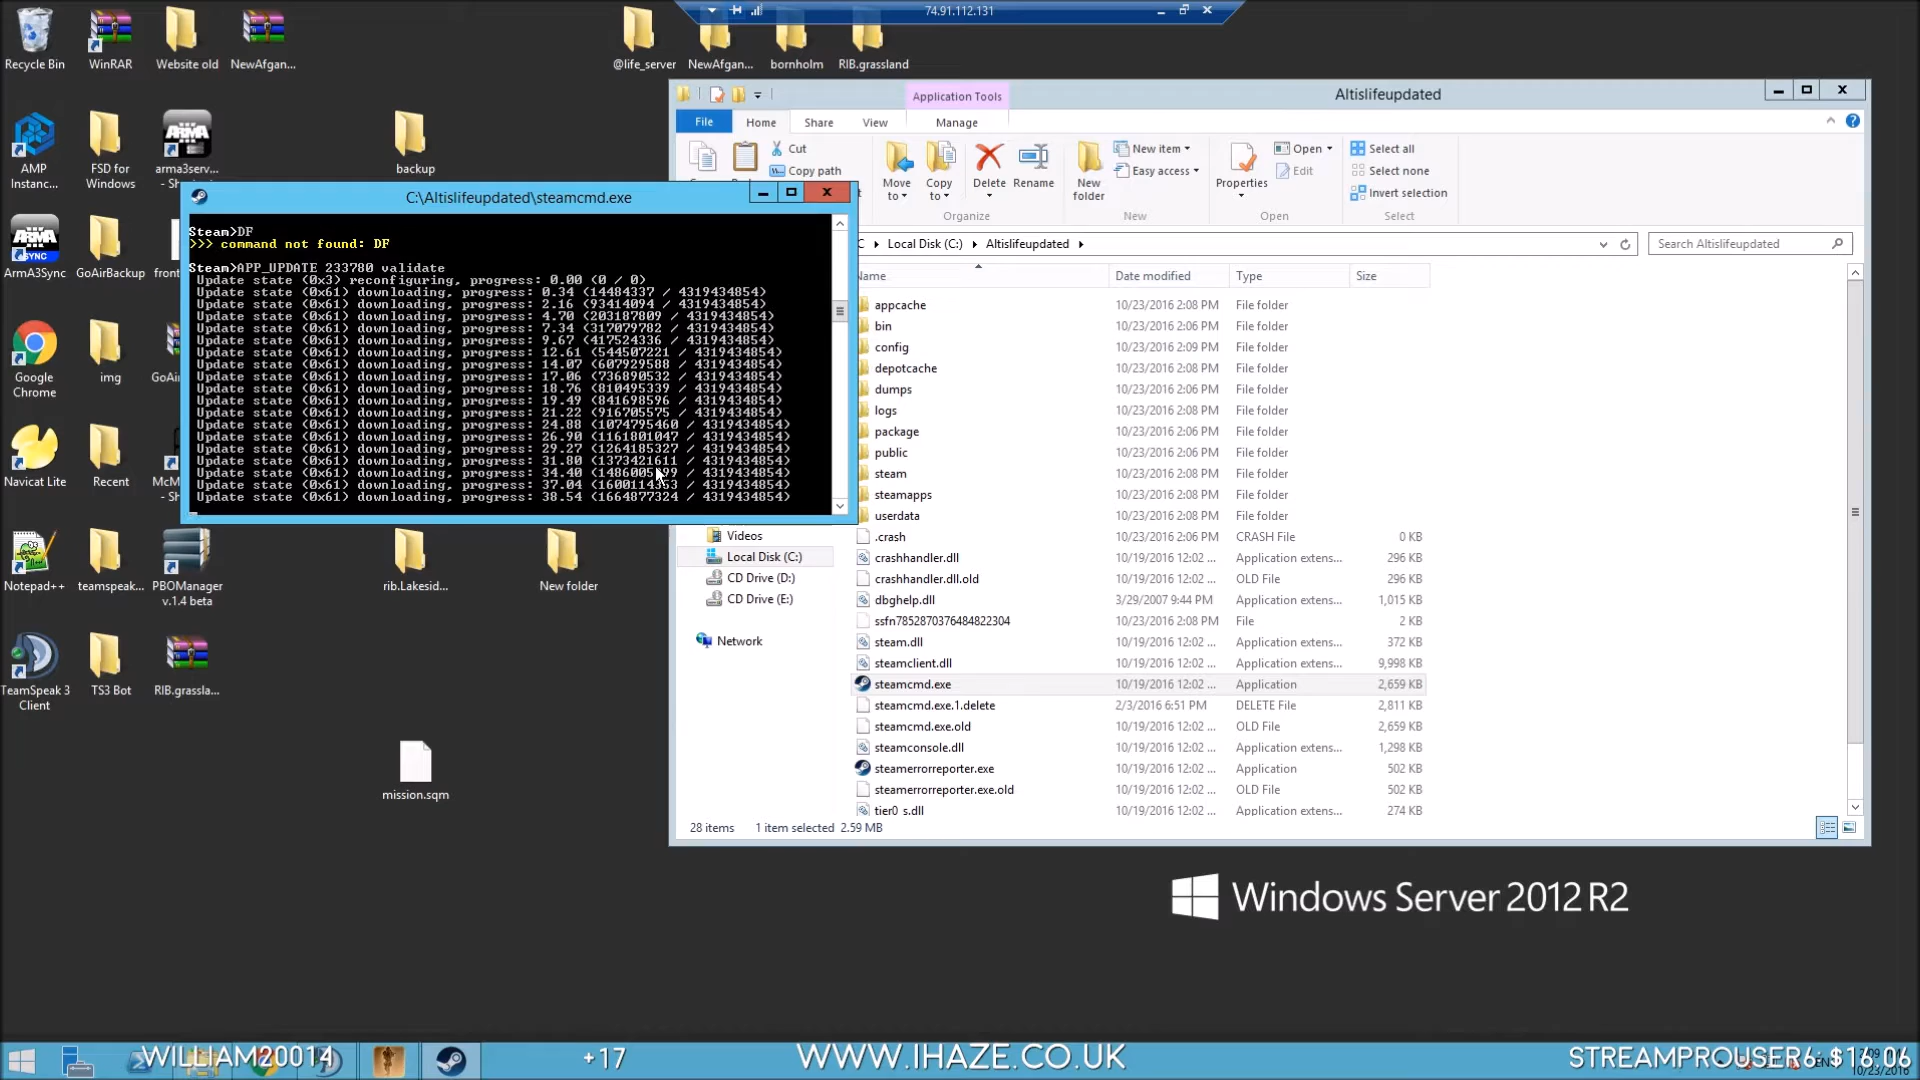 74.91.112.131
Recycle Bin
WinRAR
Website old
NewAfgan...
@life_server
NewAfgan...
bornholm
RIB.grassland
AMP
Instanc...
FSD for
Windows
arma3serv...
backup
ArmA3Sync
GoAirBackup
Google
Chrome
img
Navicat Lite
Recent
Notepad++
teamspeak...
PBOManager
v.1.4 beta
rib.Lakesid...
New folder
TeamSpeak 3
Client
TS3 Bot
RIB.grassla...
mission.sqm
C:\Altislifeupdated\steamcmd.exe
Steam>DF
>>> command not found: DF
Steam>APP_UPDATE 233780 validate
Update state (0x3) reconfiguring, progress: 0.00 (0 / 0)
Update state (0x61) downloading, progress: 0.34 (14484337 / 4319434854)
Update state (0x61) downloading, progress: 2.16 (93414094 / 4319434854)
Update state (0x61) downloading, progress: 4.70 (203187809 / 4319434854)
Update state (0x61) downloading, progress: 7.34 (317079782 / 4319434854)
Update state (0x61) downloading, progress: 9.67 (417524336 / 4319434854)
Update state (0x61) downloading, progress: 12.61 (544507221 / 4319434854)
Update state (0x61) downloading, progress: 14.07 (607929588 / 4319434854)
Update state (0x61) downloading, progress: 17.06 (736890532 / 4319434854)
Update state (0x61) downloading, progress: 18.76 (810495339 / 4319434854)
Update state (0x61) downloading, progress: 19.49 (841698596 / 4319434854)
Update state (0x61) downloading, progress: 21.22 (916705575 / 4319434854)
Update state (0x61) downloading, progress: 24.88 (1074795460 / 4319434854)
Update state (0x61) downloading, progress: 26.90 (1161801047 / 4319434854)
Update state (0x61) downloading, progress: 29.27 (1264185327 / 4319434854)
Update state (0x61) downloading, progress: 31.80 (1373421611 / 4319434854)
Update state (0x61) downloading, progress: 34.40 / 4319434854)
Update state (0x61) downloading, progress: 37.04 / 4319434854)
Update state (0x61) downloading, progress: 38.54 (1664877324 / 4319434854)
Application Tools
Altislifeupdated
File
Home
Share
View
Manage
Cut
Copy path
Move
to
Copy
to
Delete
Rename
Organize
New
folder
New item
Easy access
New
Properties
Open
Edit
Open
Select all
Select none
Invert selection
Select
Local Disk (C:)
Altislifeupdated
Search Altislifeupdated
Name
Date modified
Type
Size
appcache 10/23/2016 2:08 PM File folder
bin 10/23/2016 2:06 PM File folder
config 10/23/2016 2:09 PM File folder
depotcache 10/23/2016 2:08 PM File folder
dumps 10/23/2016 2:06 PM File folder
logs 10/23/2016 2:06 PM File folder
package 10/23/2016 2:06 PM File folder
public 10/23/2016 2:06 PM File folder
steam 10/23/2016 2:06 PM File folder
steamapps 10/23/2016 2:08 PM File folder
userdata 10/23/2016 2:08 PM File folder
.crash 10/23/2016 2:06 PM CRASH File 0 KB
crashhandler.dll 10/19/2016 12:02 ... Application extens... 296 KB
crashhandler.dll.old 10/19/2016 12:02 ... OLD File 296 KB
dbghelp.dll 3/29/2007 9:44 PM Application extens... 1,015 KB
ssfn7852870376484822304 10/23/2016 2:08 PM File 2 KB
steam.dll 10/19/2016 12:02 ... Application extens... 372 KB
steamclient.dll 10/19/2016 12:02 ... Application extens... 9,998 KB
steamcmd.exe 10/19/2016 12:02 ... Application 2,659 KB
steamcmd.exe.1.delete 2/3/2016 6:51 PM DELETE File 2,811 KB
steamcmd.exe.old 10/19/2016 12:02 ... OLD File 2,659 KB
steamconsole.dll 10/19/2016 12:02 ... Application extens... 1,298 KB
steamerrorreporter.exe 10/19/2016 12:02 ... Application 502 KB
steamerrorreporter.exe.old 10/19/2016 12:02 ... OLD File 502 KB
tier0_s.dll 10/19/2016 12:02 ... Application extens... 274 KB
Videos
Local Disk (C:)
CD Drive (D:)
CD Drive (E:)
Network
28 items 1 item selected 2.59 MB
Windows Server 2012 R2
WILLIAM20014
+17
WWW.IHAZE.CO.UK
STREAMPROUSER6: $16.06
10/23/2016